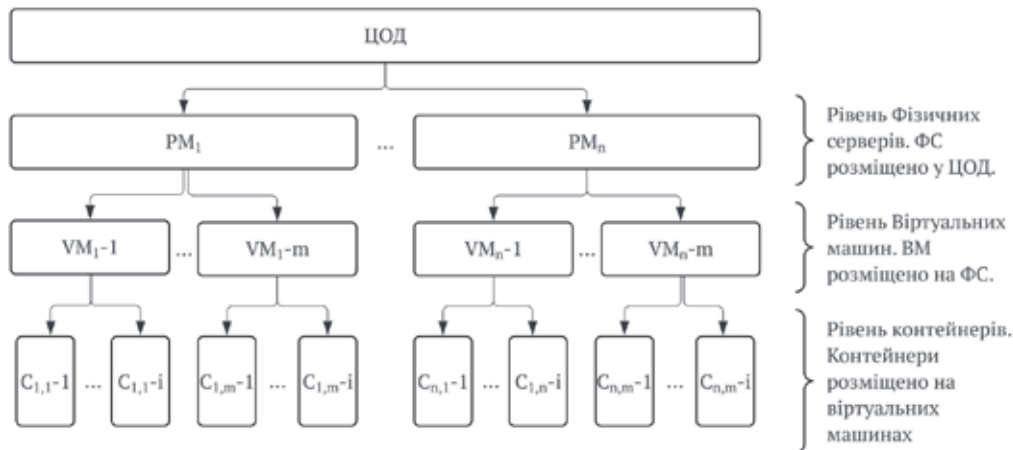 ЦОД
PM₁ ... PMₙ
Рівень Фізичних
серверів. ФС
розміщено у ЦОД.
VM₁-1 ... VM₁-m VMₙ-1 ... VMₙ-m
Рівень Віртуальних
машин. ВМ
розміщено на ФС.
C₁,₁-1 ... C₁,₁-i C₁,m-1 ... C₁,m-i Cn,₁-1 ... C₁,n-i Cn,m-1 ... Cn,m-i
Рівень контейнерів.
Контейнери
розміщено на
віртуальних
машинах